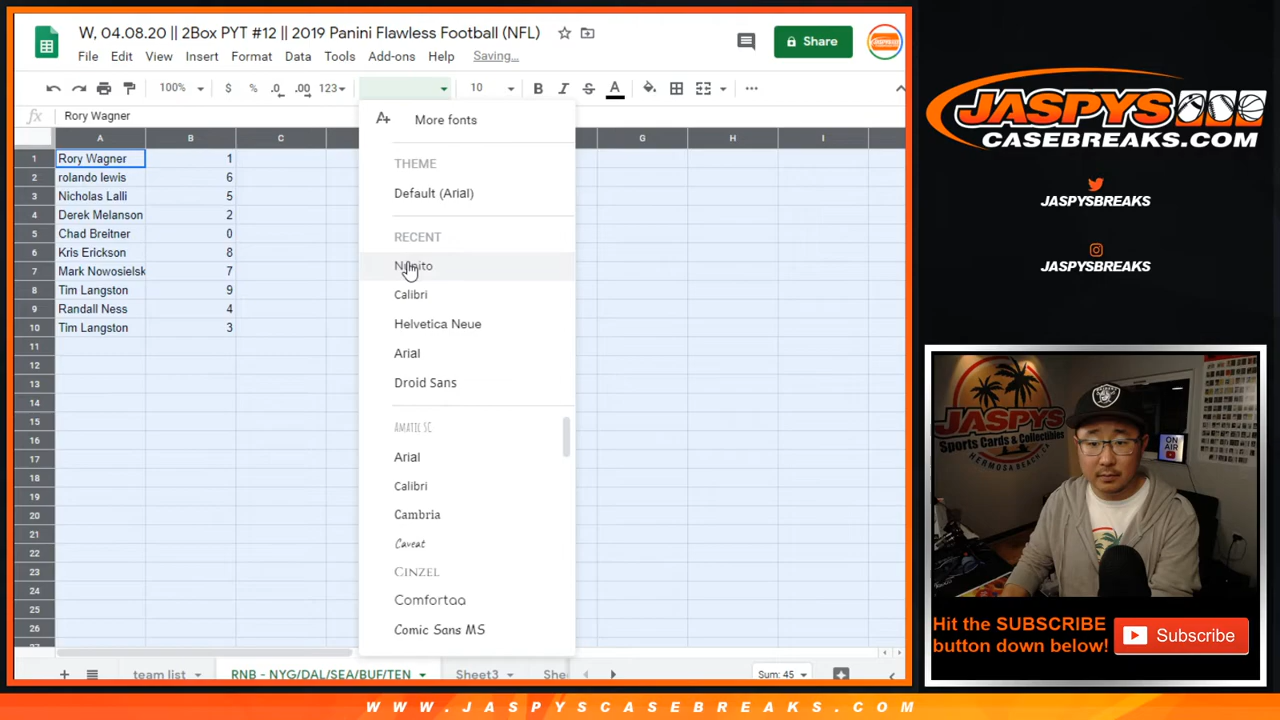 W, 04.08.20 || 2Box PYT #12 || 2019 Panini Flawless Football (NFL)
File Edit View Insert Format Data Tools Add-ons Help Saving...
Share
100% $ % .0 .00 123 10 B I S A
fx Rory Wagner
A B C G H I
1 Rory Wagner 1
2 rolando lewis 6
3 Nicholas Lalli 5
4 Derek Melanson 2
5 Chad Breitner 0
6 Kris Erickson 8
7 Mark Nowosielsk 7
8 Tim Langston 9
9 Randall Ness 4
10 Tim Langston 3
11
12
13
14
15
16
17
18
19
20
21
22
23
24
25
26
More fonts
THEME
Default (Arial)
RECENT
Nunito
Calibri
Helvetica Neue
Arial
Droid Sans
AMATIC SC
Arial
Calibri
Cambria
Caveat
CINZEL
Comfortaa
Comic Sans MS
team list RNB - NYG/DAL/SEA/BUF/TEN Sheet3 She
Sum: 45
JASPYS
CASEBREAKS.COM
JASPYSBREAKS
JASPYSBREAKS
JASPYS
Sports Cards & Collectibles
HERMOSA BEACH, CA
ON AIR
Hit the SUBSCRIBE
button down below!
Subscribe
WWW.JASPYSCASEBREAKS.COM